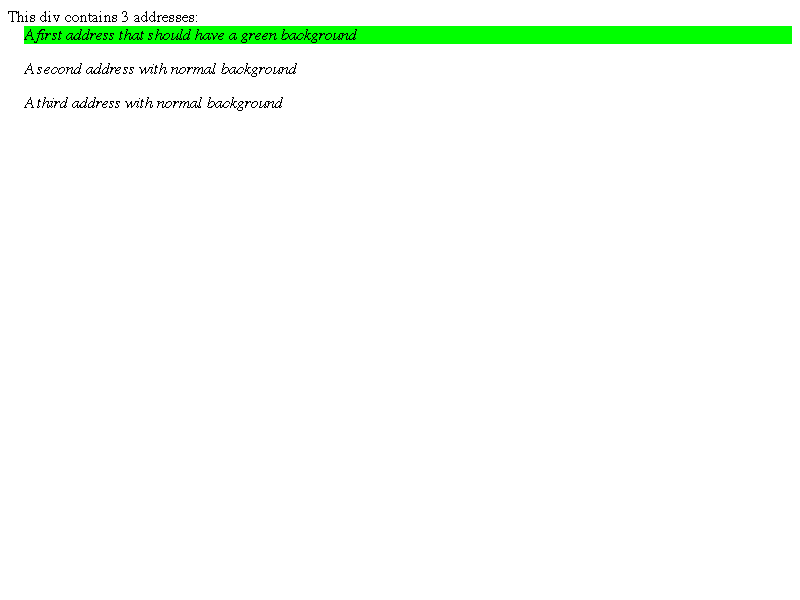 This div contains 3 addresses:
A first address that should have a green background
A second address with normal background
A third address with normal background